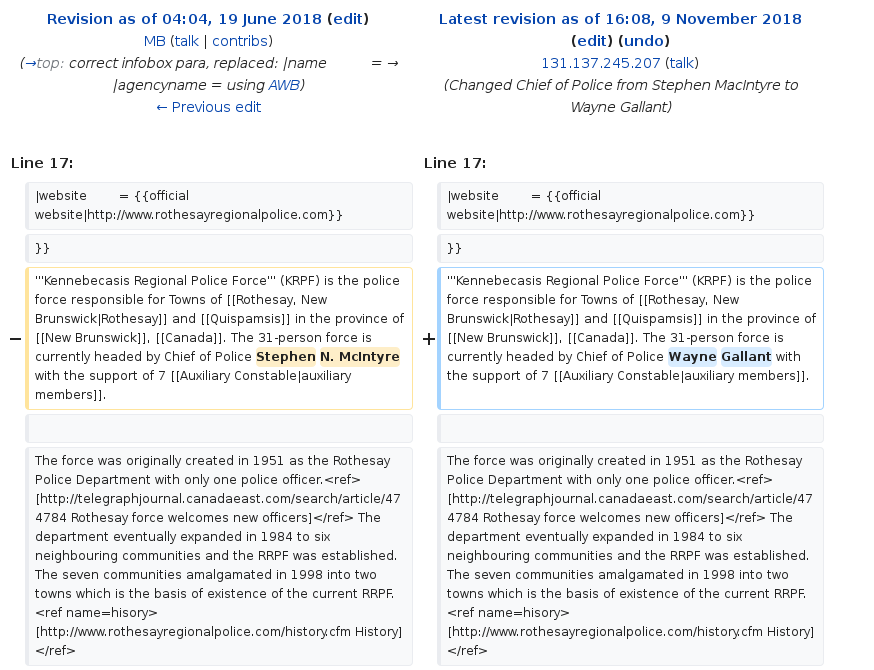 Revision as of 04:04, 19 June 2018 (edit)
MB (talk | contribs)
(→top: correct infobox para, replaced: |name = →
|agencyname = using AWB)
← Previous edit
Latest revision as of 16:08, 9 November 2018
(edit) (undo)
131.137.245.207 (talk)
(Changed Chief of Police from Stephen MacIntyre to
Wayne Gallant)
Line 17:
Line 17:
|website = {{official
website|http://www.rothesayregionalpolice.com}}
|website = {{official
website|http://www.rothesayregionalpolice.com}}
}}
}}
−
'''Kennebecasis Regional Police Force''' (KRPF) is the police
force responsible for Towns of [[Rothesay, New
Brunswick|Rothesay]] and [[Quispamsis]] in the province of
[[New Brunswick]], [[Canada]]. The 31-person force is
currently headed by Chief of Police Stephen N. McIntyre
with the support of 7 [[Auxiliary Constable|auxiliary
members]].
+
'''Kennebecasis Regional Police Force''' (KRPF) is the police
force responsible for Towns of [[Rothesay, New
Brunswick|Rothesay]] and [[Quispamsis]] in the province of
[[New Brunswick]], [[Canada]]. The 31-person force is
currently headed by Chief of Police Wayne Gallant with
the support of 7 [[Auxiliary Constable|auxiliary members]].
The force was originally created in 1951 as the Rothesay
Police Department with only one police officer.<ref>
[http://telegraphjournal.canadaeast.com/search/article/47
4784 Rothesay force welcomes new officers]</ref> The
department eventually expanded in 1984 to six
neighbouring communities and the RRPF was established.
The seven communities amalgamated in 1998 into two
towns which is the basis of existence of the current RRPF.
<ref name=hisory>
[http://www.rothesayregionalpolice.com/history.cfm History]
</ref>
The force was originally created in 1951 as the Rothesay
Police Department with only one police officer.<ref>
[http://telegraphjournal.canadaeast.com/search/article/47
4784 Rothesay force welcomes new officers]</ref> The
department eventually expanded in 1984 to six
neighbouring communities and the RRPF was established.
The seven communities amalgamated in 1998 into two
towns which is the basis of existence of the current RRPF.
<ref name=hisory>
[http://www.rothesayregionalpolice.com/history.cfm History]
</ref>